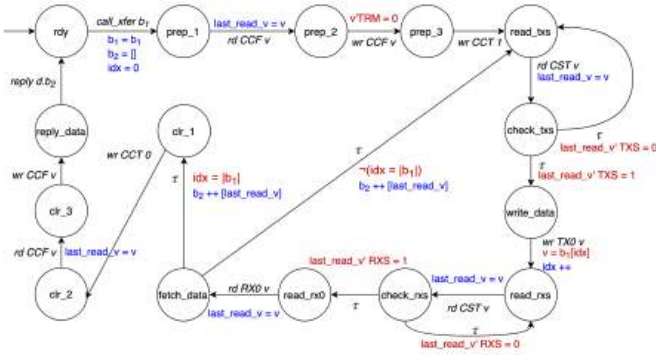 call_xfer b₁
last_read_v = v
v'TRM = 0
rdy
prep_1
prep_2
prep_3
read_txs
b₁ = b₁
b₂ = []
idx = 0
rd CCF v
wr CCF v
wr CCT 1
rd CST v
last_read_v = v
reply d.b₂
reply_data
clr_1
check_txs
τ
last_read_v' TXS = 0
τ
last_read_v' TXS = 1
wr CCT 0
τ
idx = |b₁|
b₂ ++ [last_read_v]
τ
¬(idx = |b₁|)
b₂ ++ [last_read_v]
wr CCF v
clr_3
write_data
wr TX0 v
v = b₁[idx]
idx ++
rd CCF v
last_read_v = v
last_read_v' RXS = 1
clr_2
fetch_data
rd RX0 v
last_read_v = v
read_rx0
τ
check_rxs
last_read_v = v
rd CST v
read_rxs
τ
last_read_v' RXS = 0